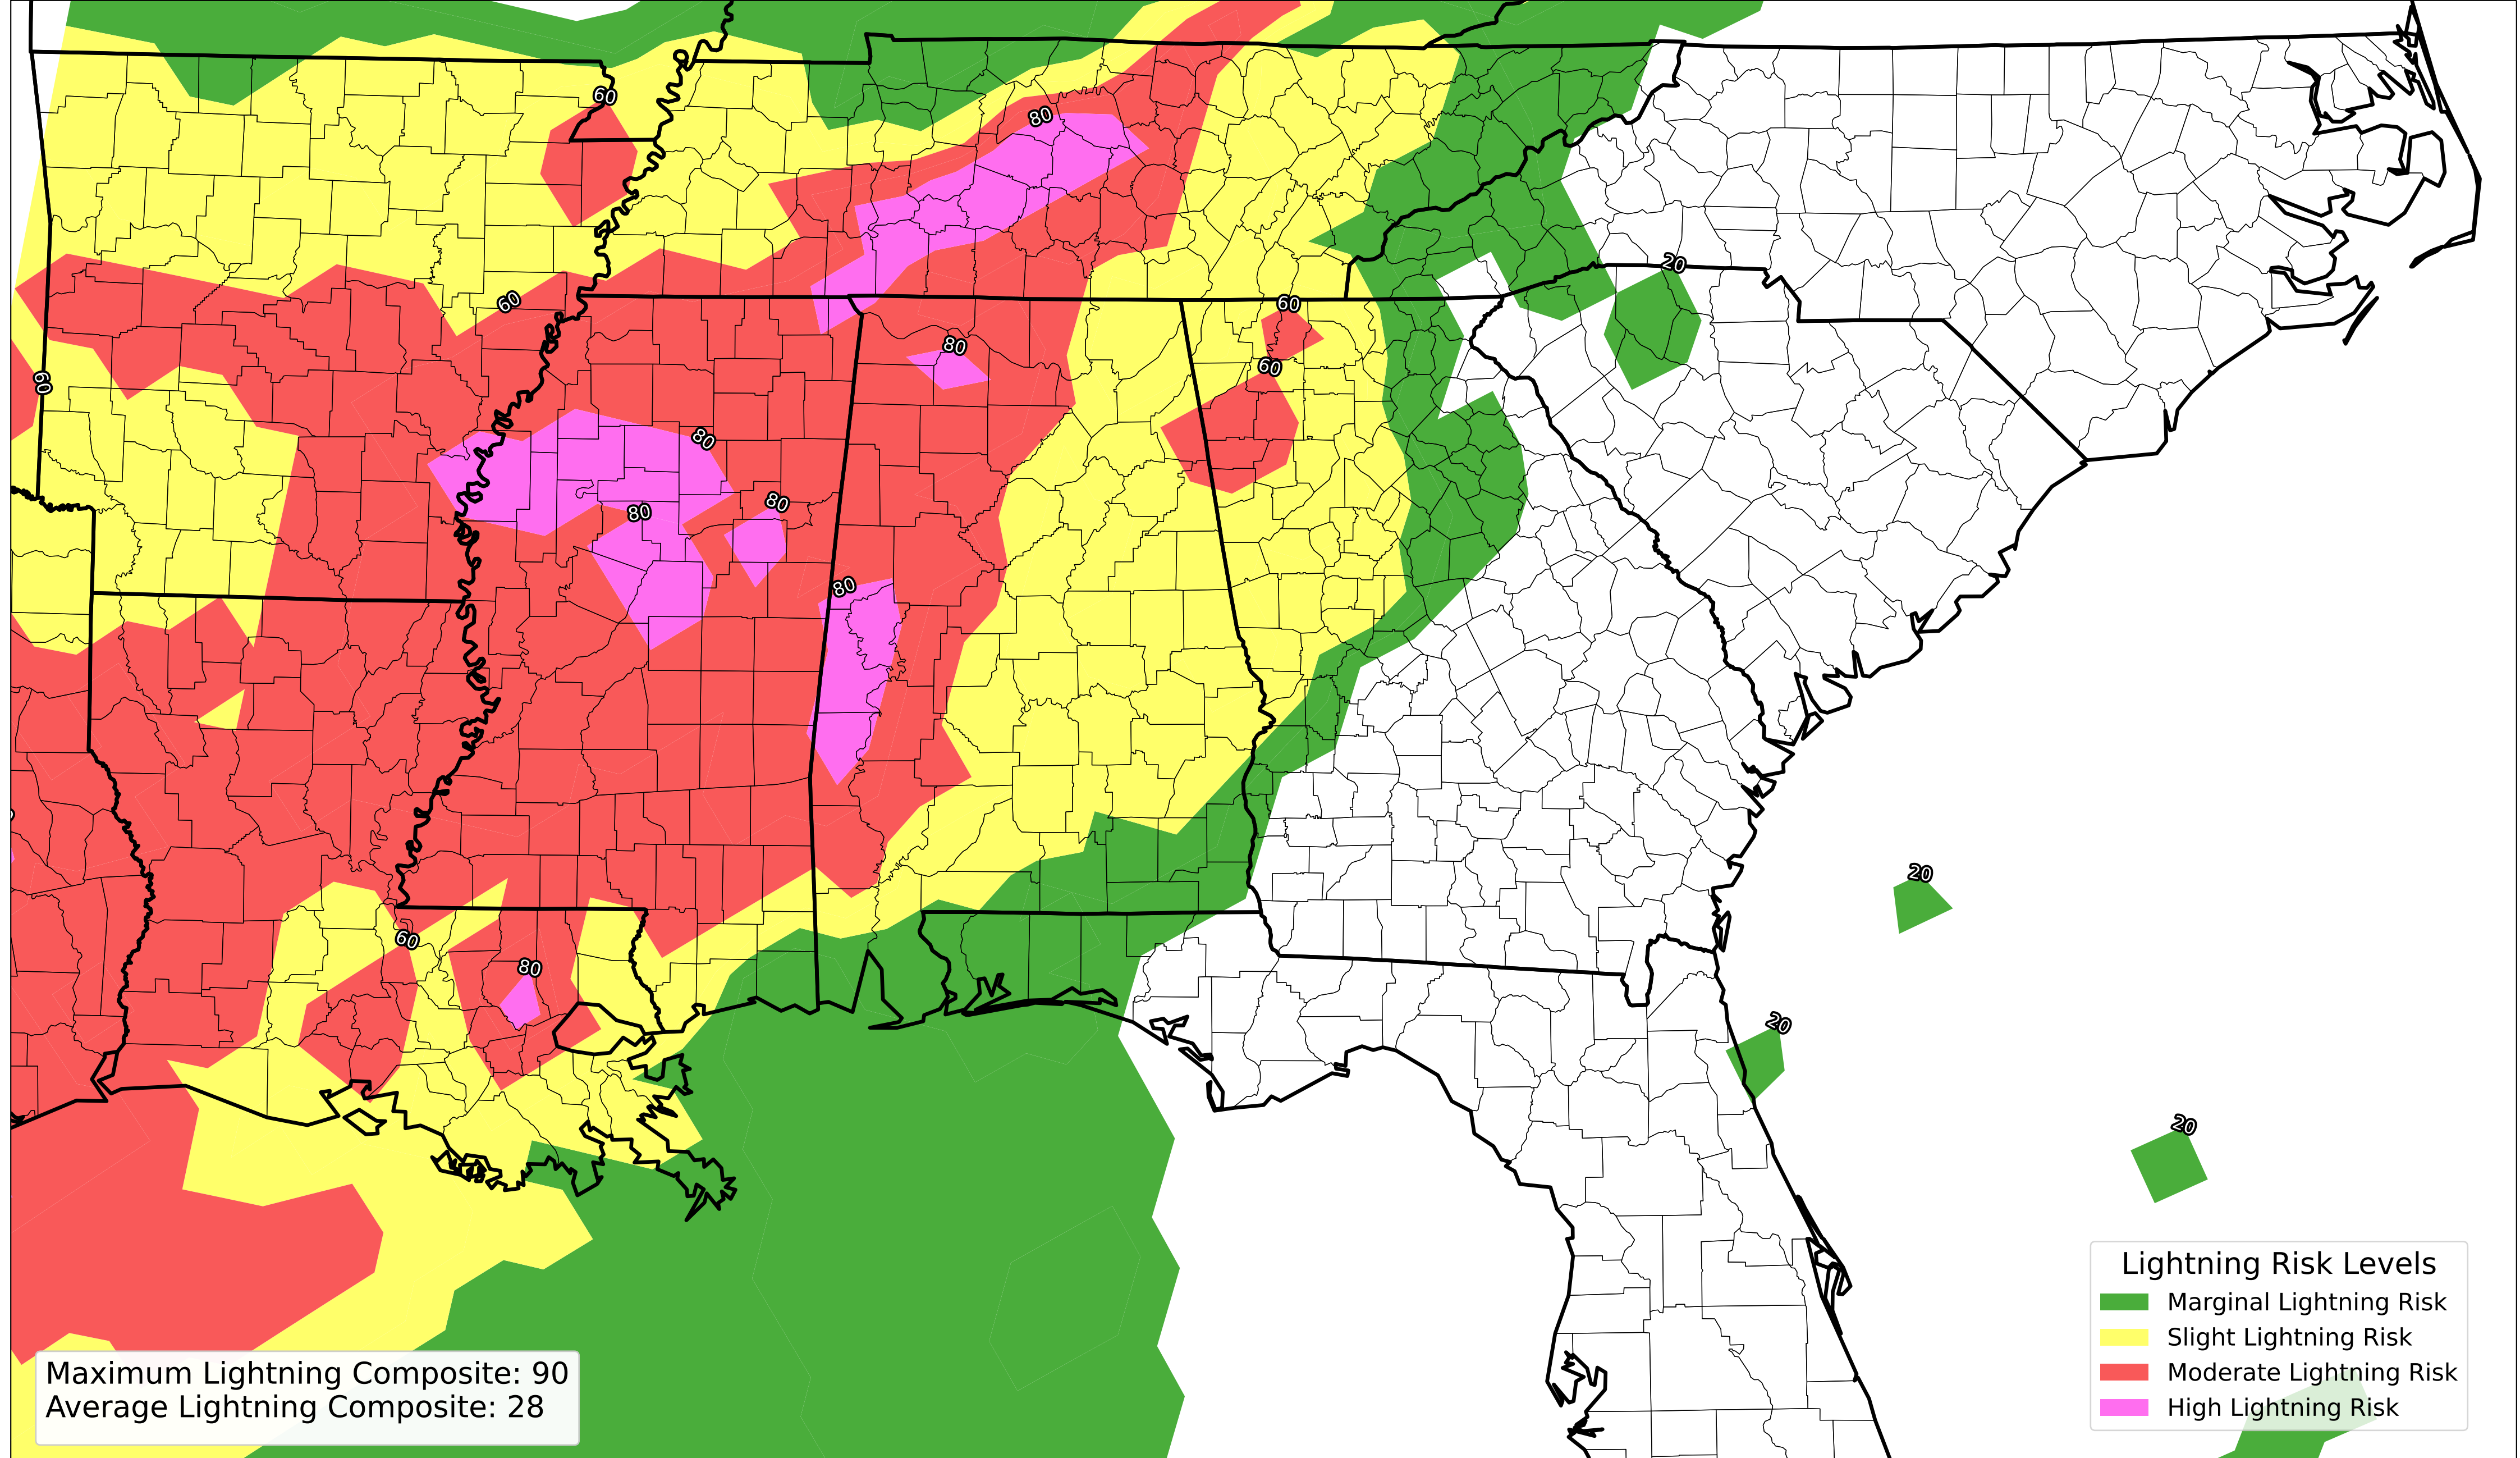 60
80
20
60
60
80
60
60
80
80
80
80
20
60
80
20
20
Lightning Risk Levels
Marginal Lightning Risk
Slight Lightning Risk
Moderate Lightning Risk
High Lightning Risk
Maximum Lightning Composite: 90
Average Lightning Composite: 28